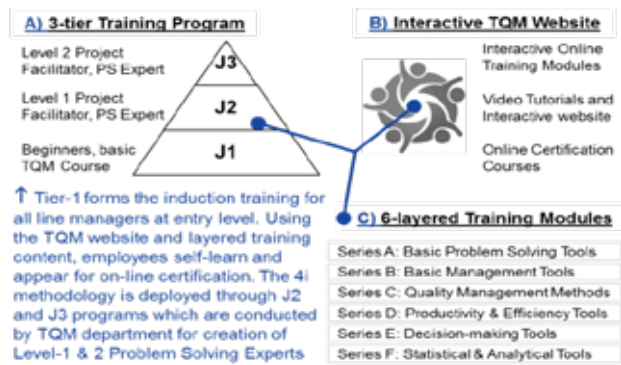 A) 3-tier Training Program
Level 2 Project
Facilitator, PS Expert
J3
Level 1 Project
Facilitator, PS Expert
J2
Beginners, basic
TQM Course
J1
↑ Tier-1 forms the induction training for
all line managers at entry level. Using
the TQM website and layered training
content, employees self-learn and
appear for on-line certification. The 4i
methodology is deployed through J2
and J3 programs which are conducted
by TQM department for creation of
Level-1 & 2 Problem Solving Experts
B) Interactive TQM Website
Interactive Online
Training Modules
Video Tutorials and
Interactive website
Online Certification
Courses
C) 6-layered Training Modules
Series A: Basic Problem Solving Tools
Series B: Basic Management Tools
Series C: Quality Management Methods
Series D: Productivity & Efficiency Tools
Series E: Decision-making Tools
Series F: Statistical & Analytical Tools